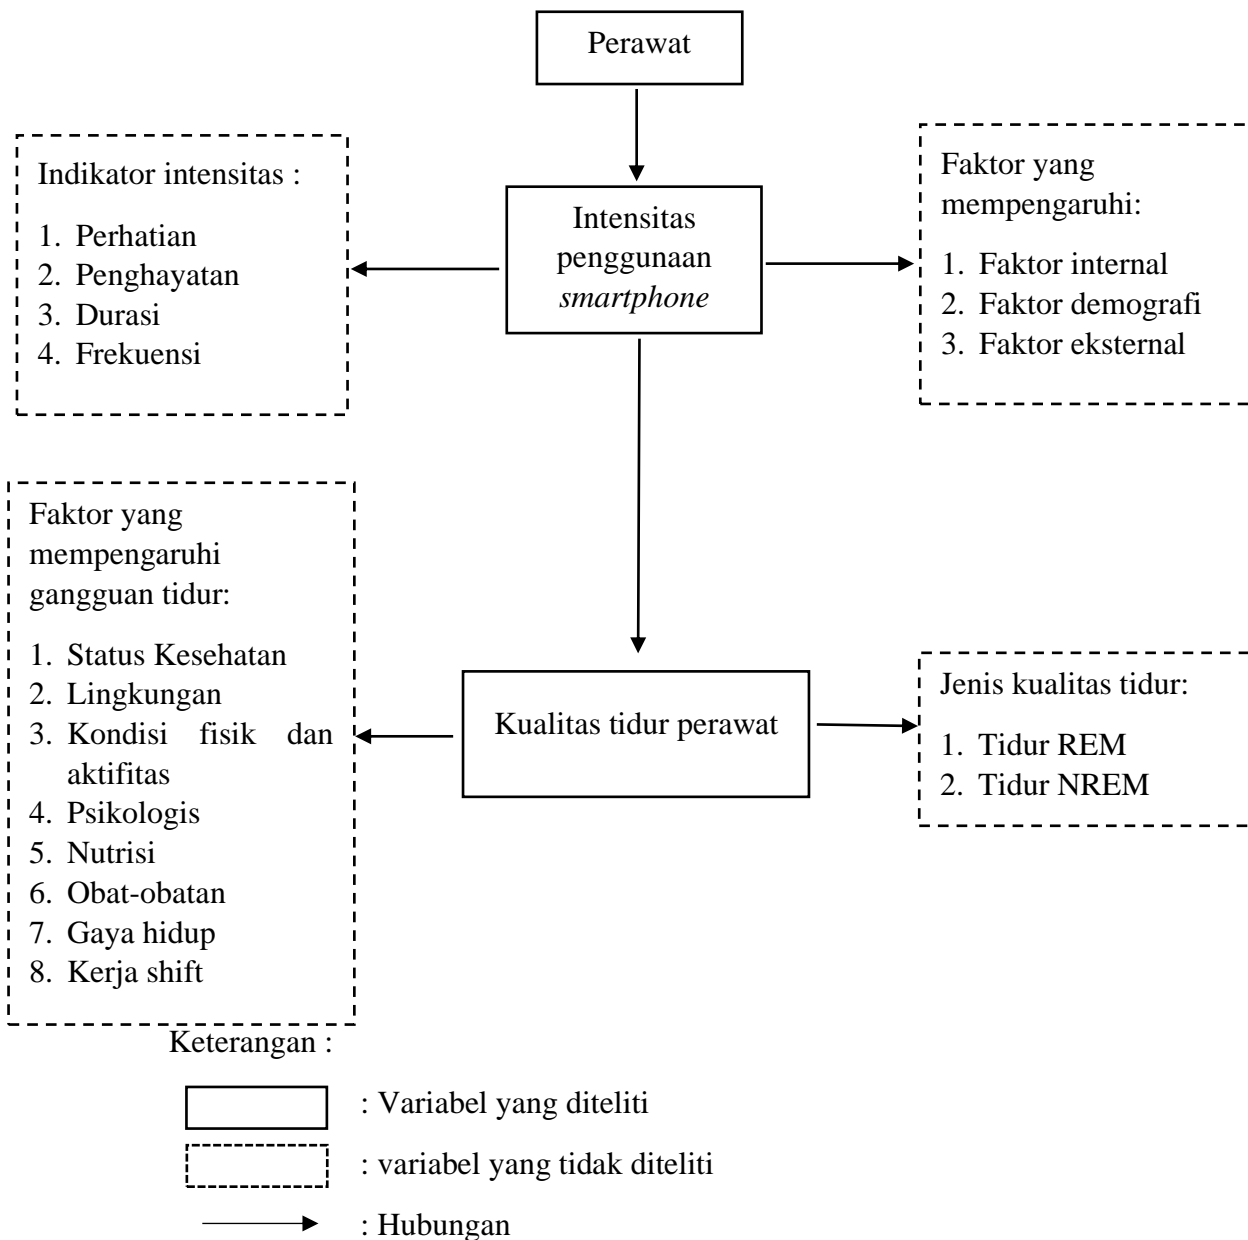 Perawat
Indikator intensitas :
1. Perhatian
2. Penghayatan
3. Durasi
4. Frekuensi
Intensitas
penggunaan
smartphone
Faktor yang
mempengaruhi:
1. Faktor internal
2. Faktor demografi
3. Faktor eksternal
Faktor yang
mempengaruhi
gangguan tidur:
1. Status Kesehatan
2. Lingkungan
3. Kondisi fisik dan
aktifitas
4. Psikologis
5. Nutrisi
6. Obat-obatan
7. Gaya hidup
8. Kerja shift
Kualitas tidur perawat
Jenis kualitas tidur:
1. Tidur REM
2. Tidur NREM
Keterangan :
: Variabel yang diteliti
: variabel yang tidak diteliti
: Hubungan